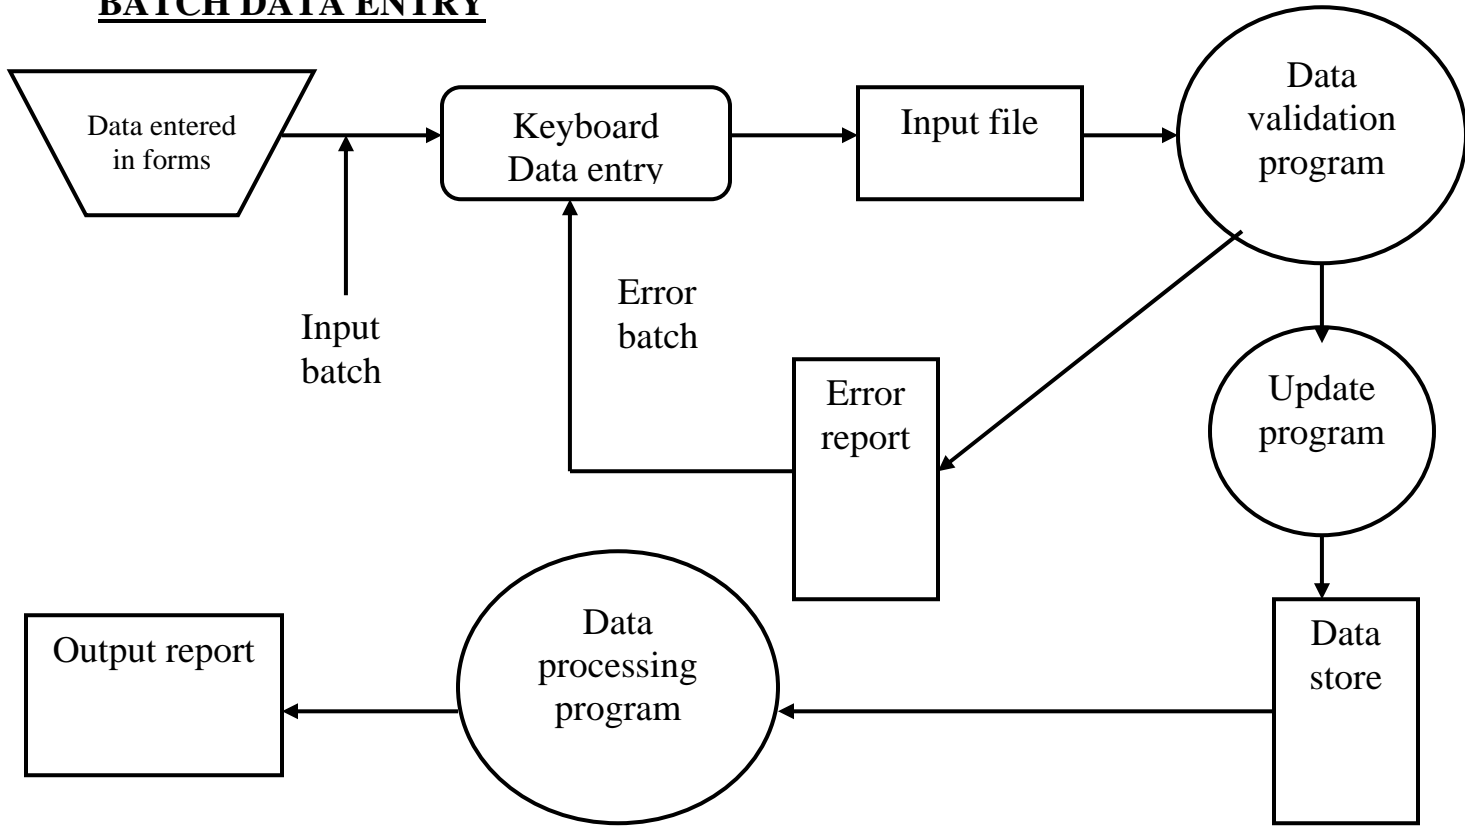 BATCH DATA ENTRY
Data entered
in forms
Keyboard
Data entry
Input file
Data
validation
program
Input
batch
Error
batch
Error
report
Update
program
Output report
Data
processing
program
Data
store